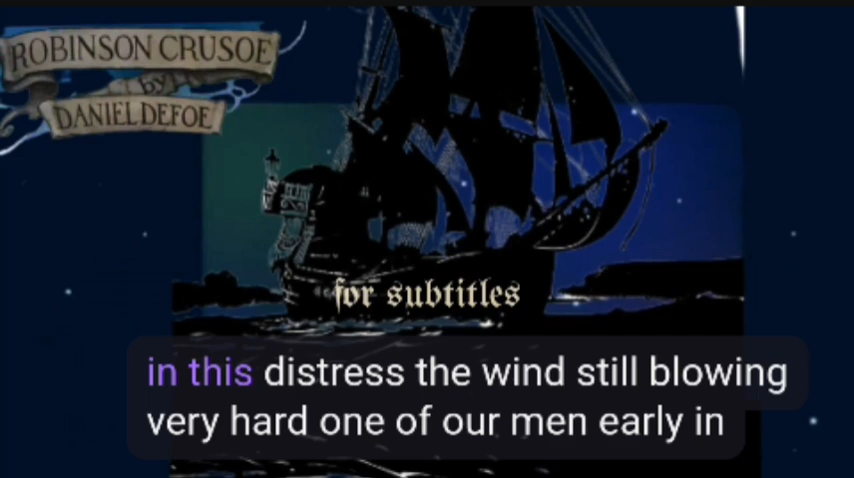 ROBINSON CRUSOE
by
DANIEL DEFOE
for subtitles
in this distress the wind still blowing
very hard one of our men early in